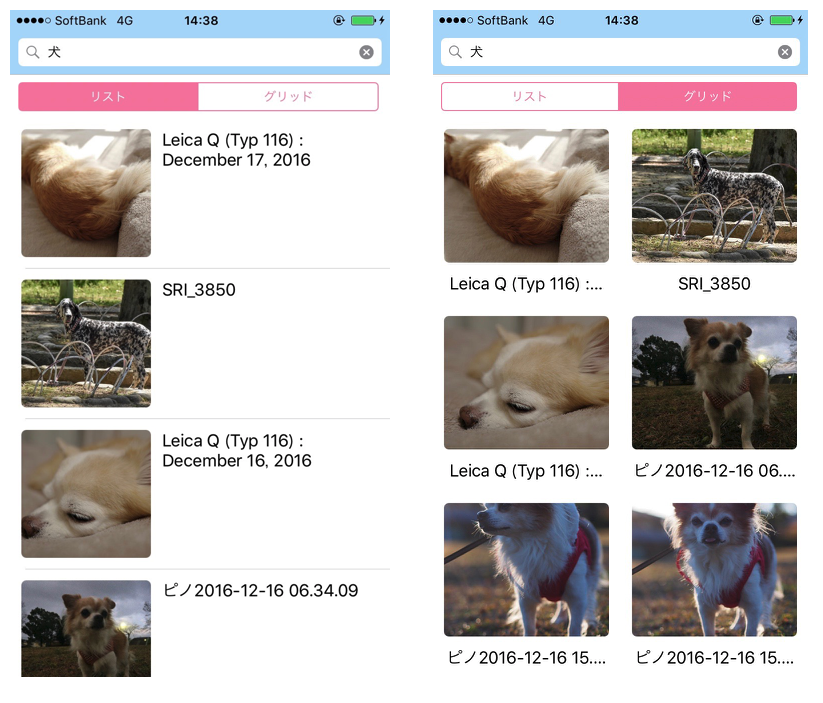 SoftBank 4G 14:38
犬
リスト グリッド
Leica Q (Typ 116) :
December 17, 2016
SRI_3850
Leica Q (Typ 116) :
December 16, 2016
ピノ2016-12-16 06.34.09
SoftBank 4G 14:38
犬
リスト グリッド
Leica Q (Typ 116) :... SRI_3850
Leica Q (Typ 116) :... ピノ2016-12-16 06....
ピノ2016-12-16 15.... ピノ2016-12-16 15....